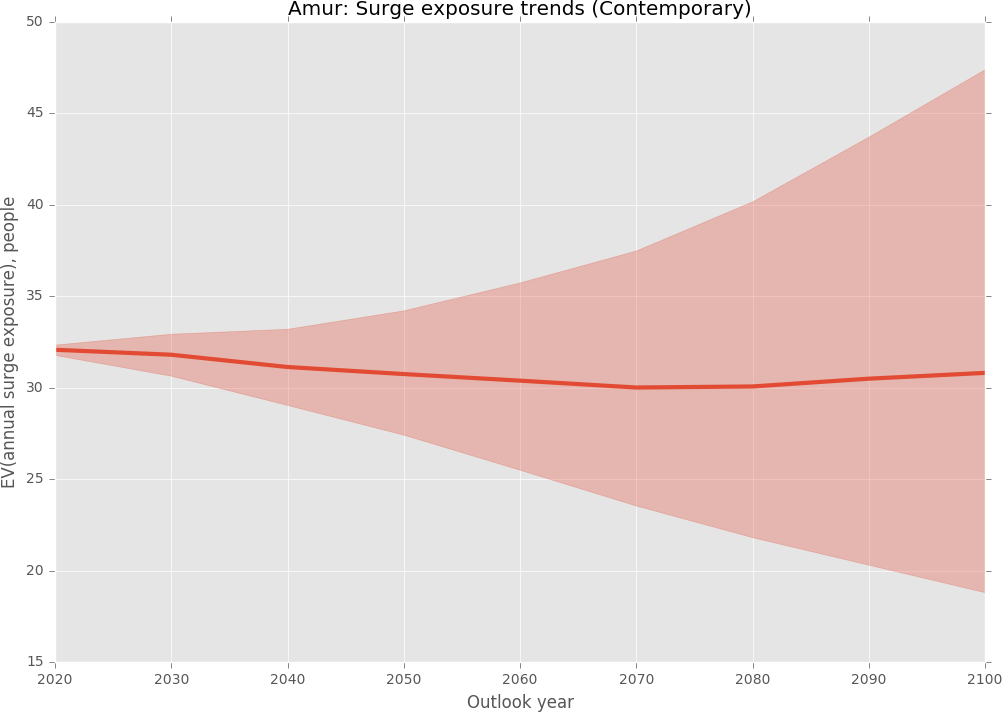 Amur: Surge exposure trends (Contemporary)
50
45
40
35
30
25
20
15
EV(annual surge exposure), people
2020 2030 2040 2050 2060 2070 2080 2090 2100
Outlook year